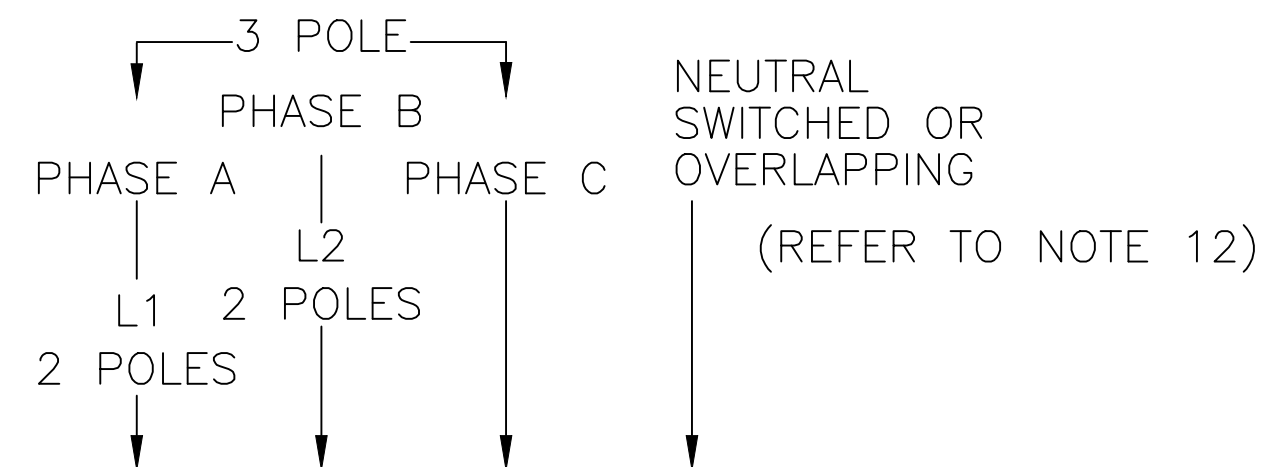 3 POLE
PHASE B
PHASE A
PHASE C
L2
2 POLES
L1
2 POLES
NEUTRAL
SWITCHED OR
OVERLAPPING
(REFER TO NOTE 12)